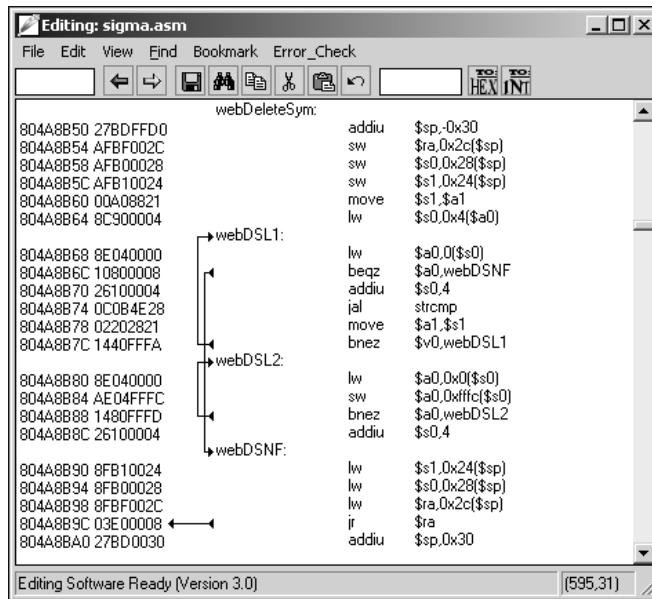 Editing: sigma.asm
File Edit View Find Bookmark Error_Check
TO: HEX TO: INT
webDeleteSym:
804A8B50 27BDFFD0 addiu $sp,-0x30
804A8B54 AFBF002C sw $ra,0x2c($sp)
804A8B58 AFB00028 sw $s0,0x28($sp)
804A8B5C AFB10024 sw $s1,0x24($sp)
804A8B60 00A08821 move $s1,$a1
804A8B64 8C900004 lw $s0,0x4($a0)
webDSL1:
804A8B68 8E040000 lw $a0,0($s0)
804A8B6C 10800008 beqz $a0,webDSNF
804A8B70 26100004 addiu $s0,4
804A8B74 0C0B4E28 jal strcmp
804A8B78 02202821 move $a1,$s1
804A8B7C 1440FFFA bnez $v0,webDSL1
webDSL2:
804A8B80 8E040000 lw $a0,0x0($s0)
804A8B84 AE04FFFC sw $a0,0xfffc($s0)
804A8B88 1480FFFD bnez $a0,webDSL2
804A8B8C 26100004 addiu $s0,4
webDSNF:
804A8B90 8FB10024 lw $s1,0x24($sp)
804A8B94 8FB00028 lw $s0,0x28($sp)
804A8B98 8FBF002C lw $ra,0x2c($sp)
804A8B9C 03E00008 jr $ra
804A8BA0 27BD0030 addiu $sp,0x30
Editing Software Ready (Version 3.0) (595,31)